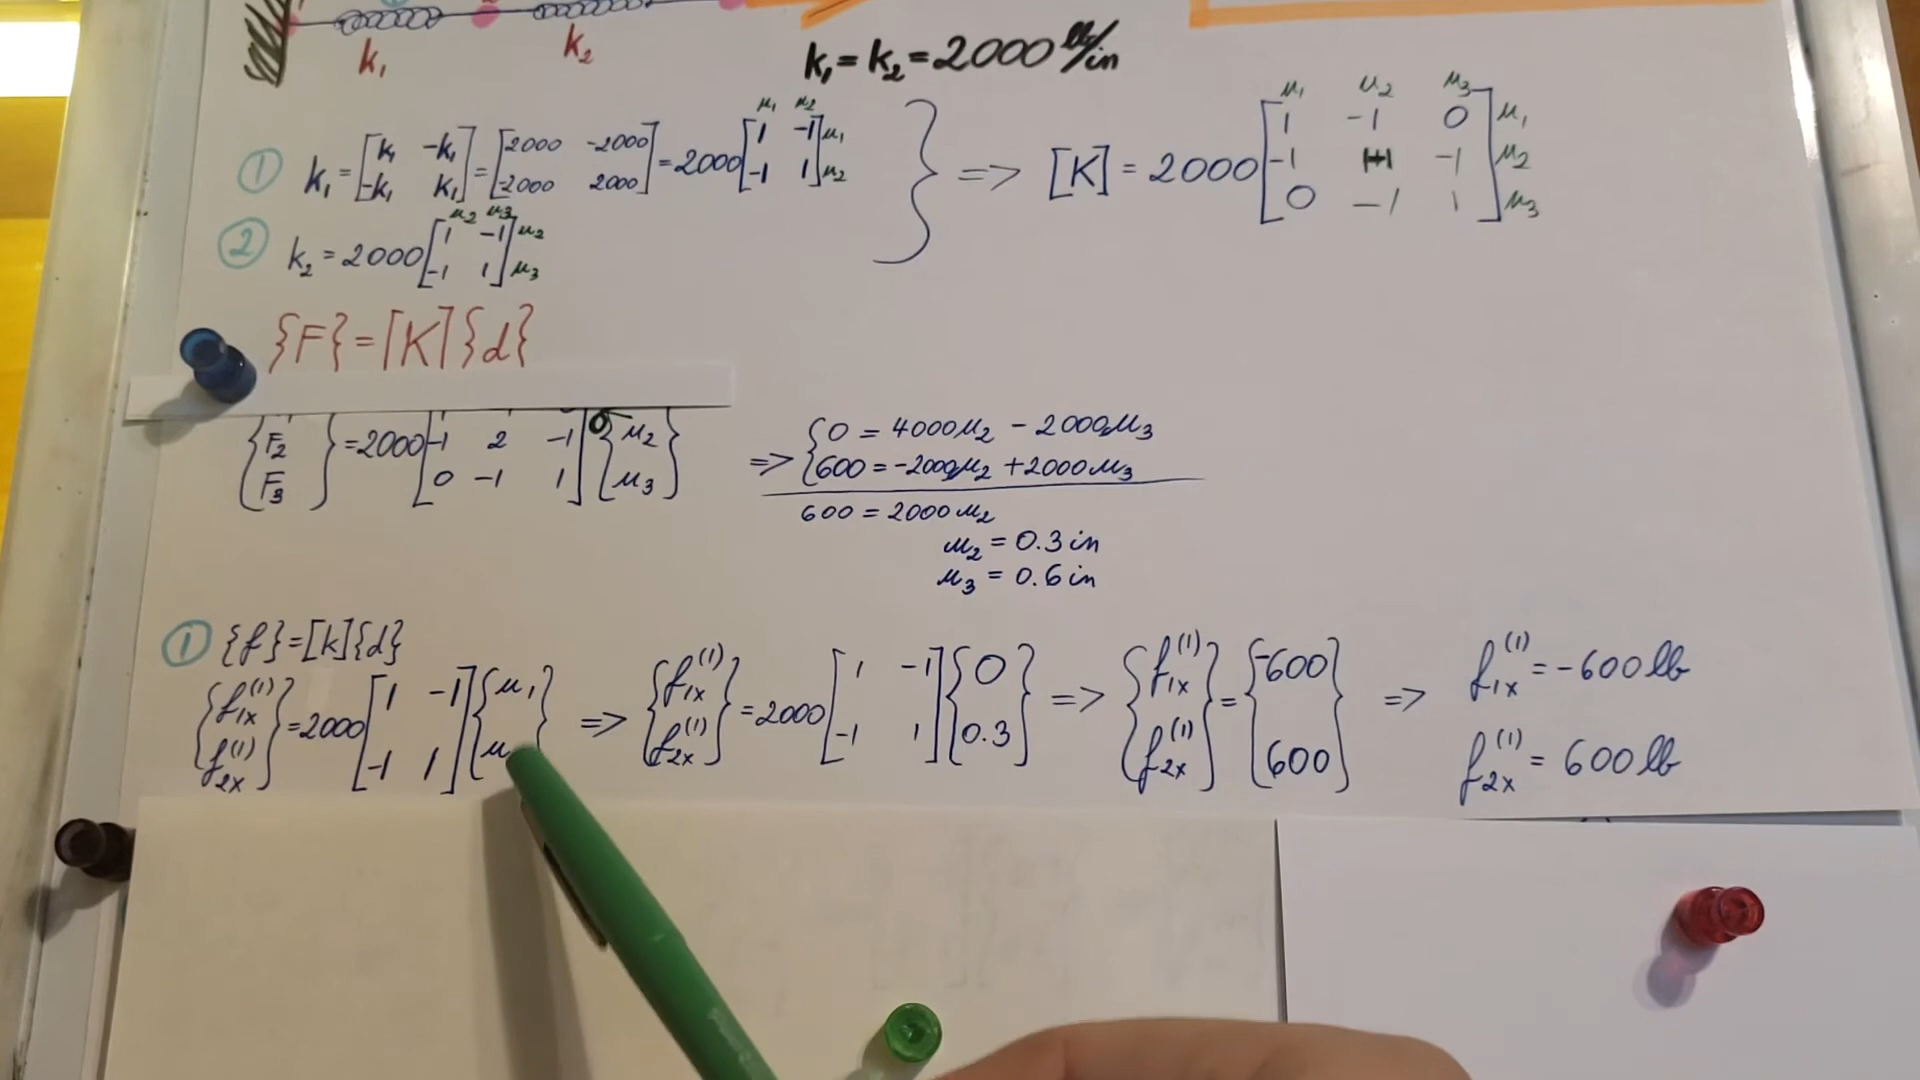 k₁ k₂
k₁ = k₂ = 2000 lb/in
u₁ u₂
① k₁ = [k₁ -k₁; -k₁ k₁] = [2000 -2000; -2000 2000] = 2000 [1 -1; -1 1] u₁ u₂
u₂ u₃
② k₂ = 2000 [1 -1; -1 1] u₂ u₃
u₁ u₂ u₃
} => [K] = 2000 [1 -1 0; -1 1+1 -1; 0 -1 1] u₁ u₂ u₃
{F} = [K]{d}
{F₂; F₃} = 2000 [-1 2 -1; 0 -1 1] {0; u₂; u₃}
=> {0 = 4000u₂ - 2000u₃
600 = -2000u₂ + 2000u₃
600 = 2000u₂
u₂ = 0.3 in
u₃ = 0.6 in
① {f} = [k]{d}
{f₁ₓ⁽¹⁾; f₂ₓ⁽¹⁾} = 2000 [1 -1; -1 1] {u₁; u} => {f₁ₓ⁽¹⁾; f₂ₓ⁽¹⁾} = 2000 [1 -1; -1 1] {0; 0.3} => {f₁ₓ⁽¹⁾; f₂ₓ⁽¹⁾} = {-600; 600} => f₁ₓ⁽¹⁾ = -600 lb
f₂ₓ⁽¹⁾ = 600 lb